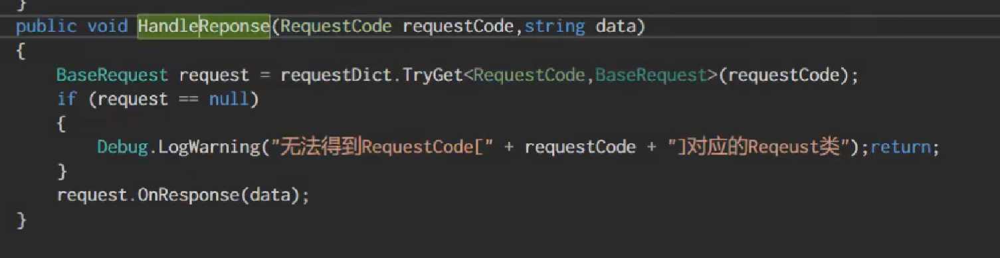 }
public void HandleReponse(RequestCode requestCode,string data)
{
BaseRequest request = requestDict.TryGet<RequestCode,BaseRequest>(requestCode);
if (request == null)
{
Debug.LogWarning("无法得到RequestCode[" + requestCode + "]对应的Reqeust类");return;
}
request.OnResponse(data);
}